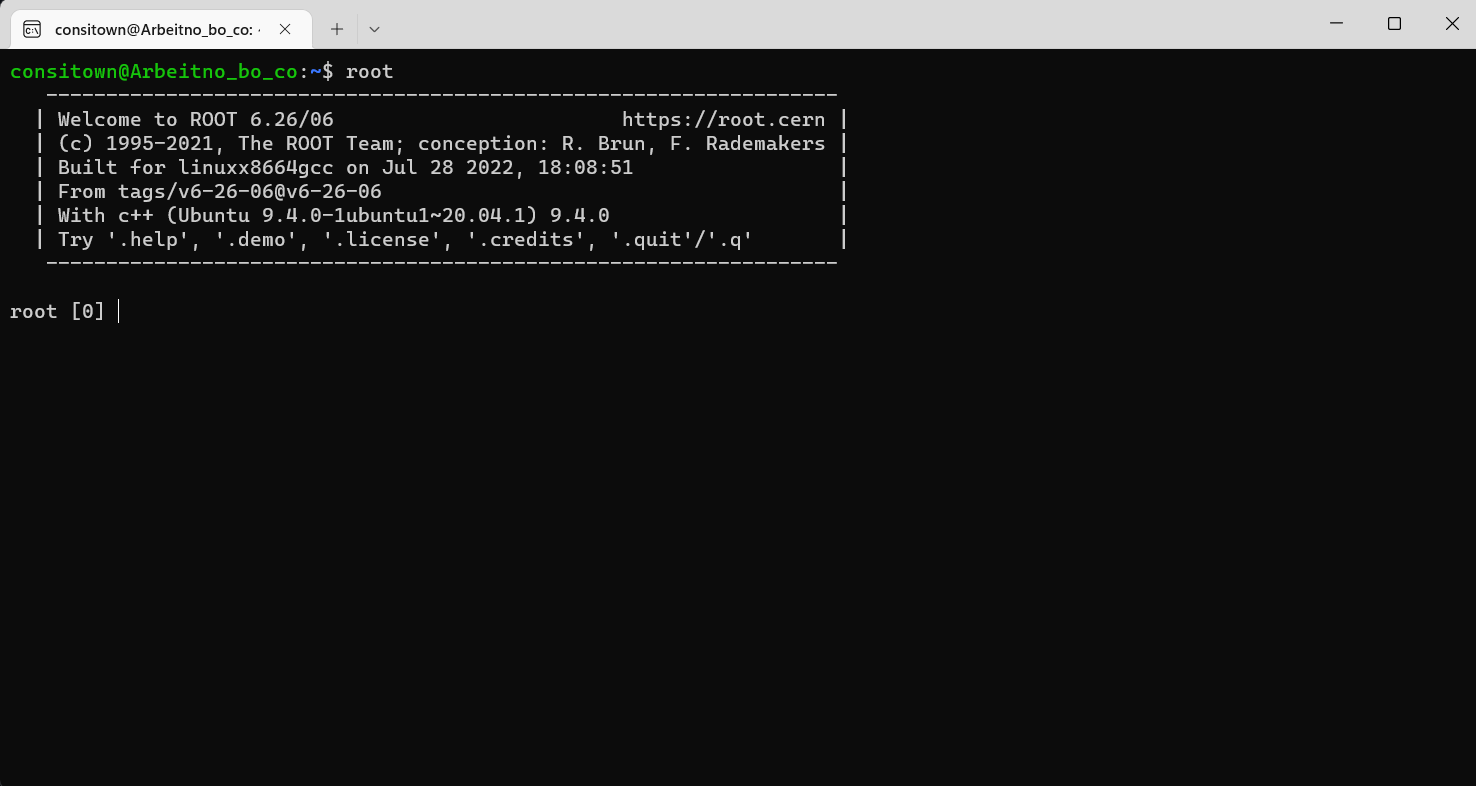 consitown@Arbeitno_bo_co: ~
consitown@Arbeitno_bo_co:~$ root
------------------------------------------------------------------
| Welcome to ROOT 6.26/06                        https://root.cern |
| (c) 1995-2021, The ROOT Team; conception: R. Brun, F. Rademakers |
| Built for linuxx8664gcc on Jul 28 2022, 18:08:51                 |
| From tags/v6-26-06@v6-26-06                                      |
| With c++ (Ubuntu 9.4.0-1ubuntu1~20.04.1) 9.4.0                   |
| Try '.help', '.demo', '.license', '.credits', '.quit'/'.q'       |
------------------------------------------------------------------
root [0]